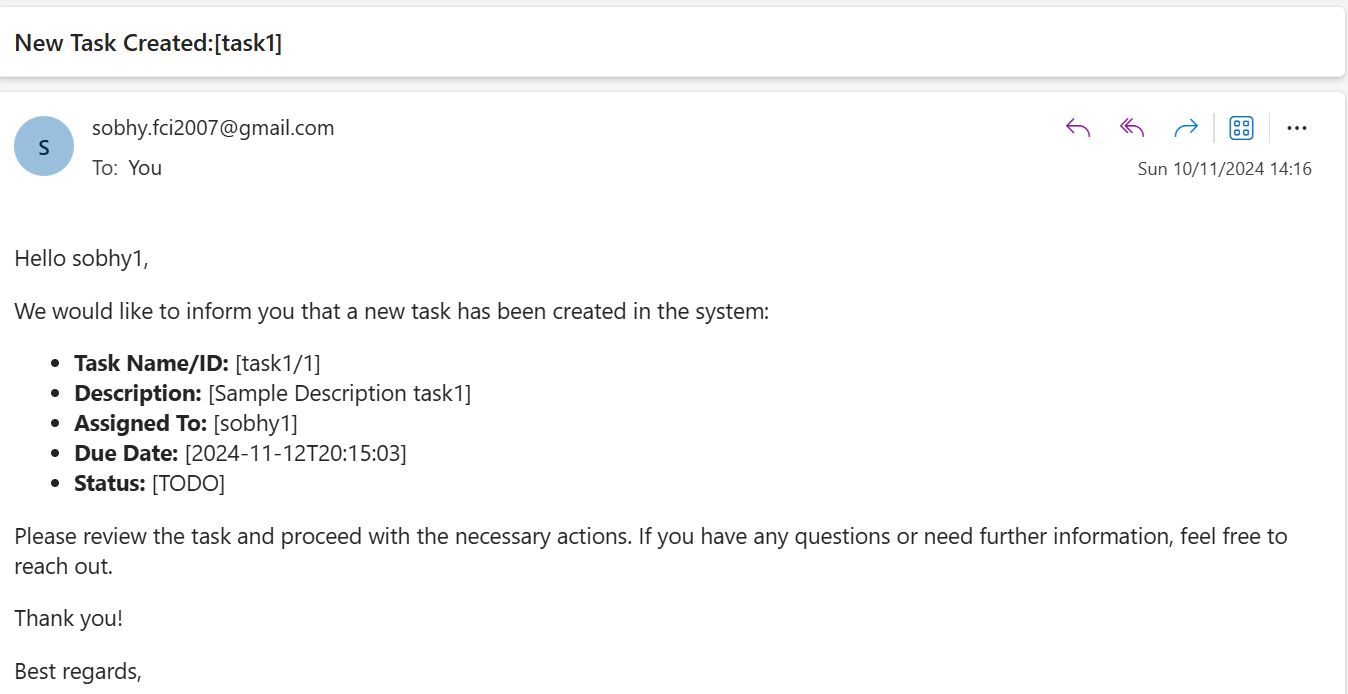 New Task Created:[task1]
S
sobhy.fci2007@gmail.com
To: You
Sun 10/11/2024 14:16
Hello sobhy1,
We would like to inform you that a new task has been created in the system:
• Task Name/ID: [task1/1]
• Description: [Sample Description task1]
• Assigned To: [sobhy1]
• Due Date: [2024-11-12T20:15:03]
• Status: [TODO]
Please review the task and proceed with the necessary actions. If you have any questions or need further information, feel free to
reach out.
Thank you!
Best regards,